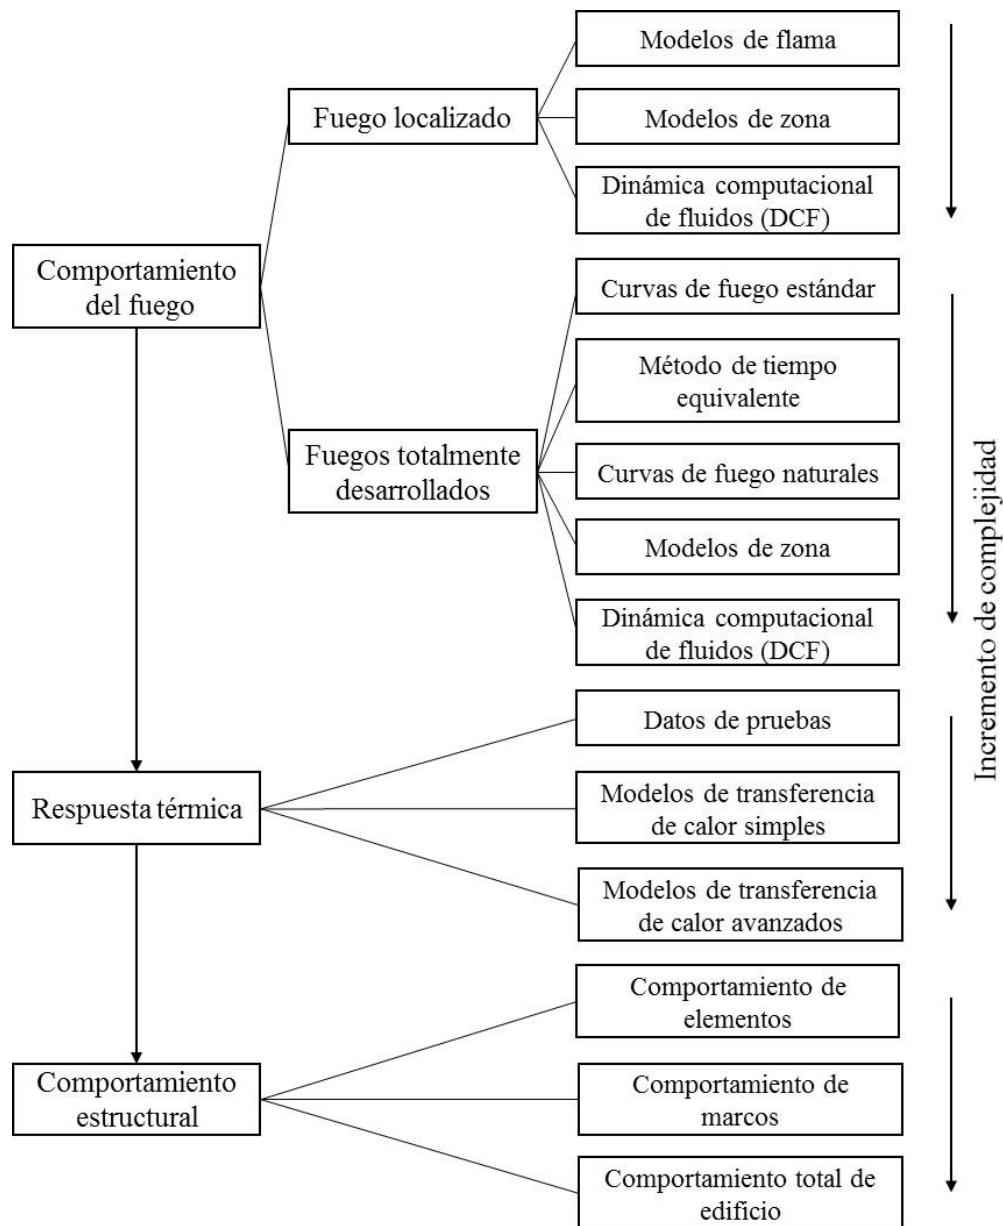 Modelos de flama
Fuego localizado
Modelos de zona
Dinámica computacional
de fluidos (DCF)
Comportamiento
del fuego
Curvas de fuego estándar
Método de tiempo
equivalente
Fuegos totalmente
desarrollados
Curvas de fuego naturales
Modelos de zona
Dinámica computacional
de fluidos (DCF)
Respuesta térmica
Datos de pruebas
Modelos de transferencia
de calor simples
Modelos de transferencia
de calor avanzados
Comportamiento
estructural
Comportamiento de
elementos
Comportamiento de
marcos
Comportamiento total de
edificio
Incremento de complejidad